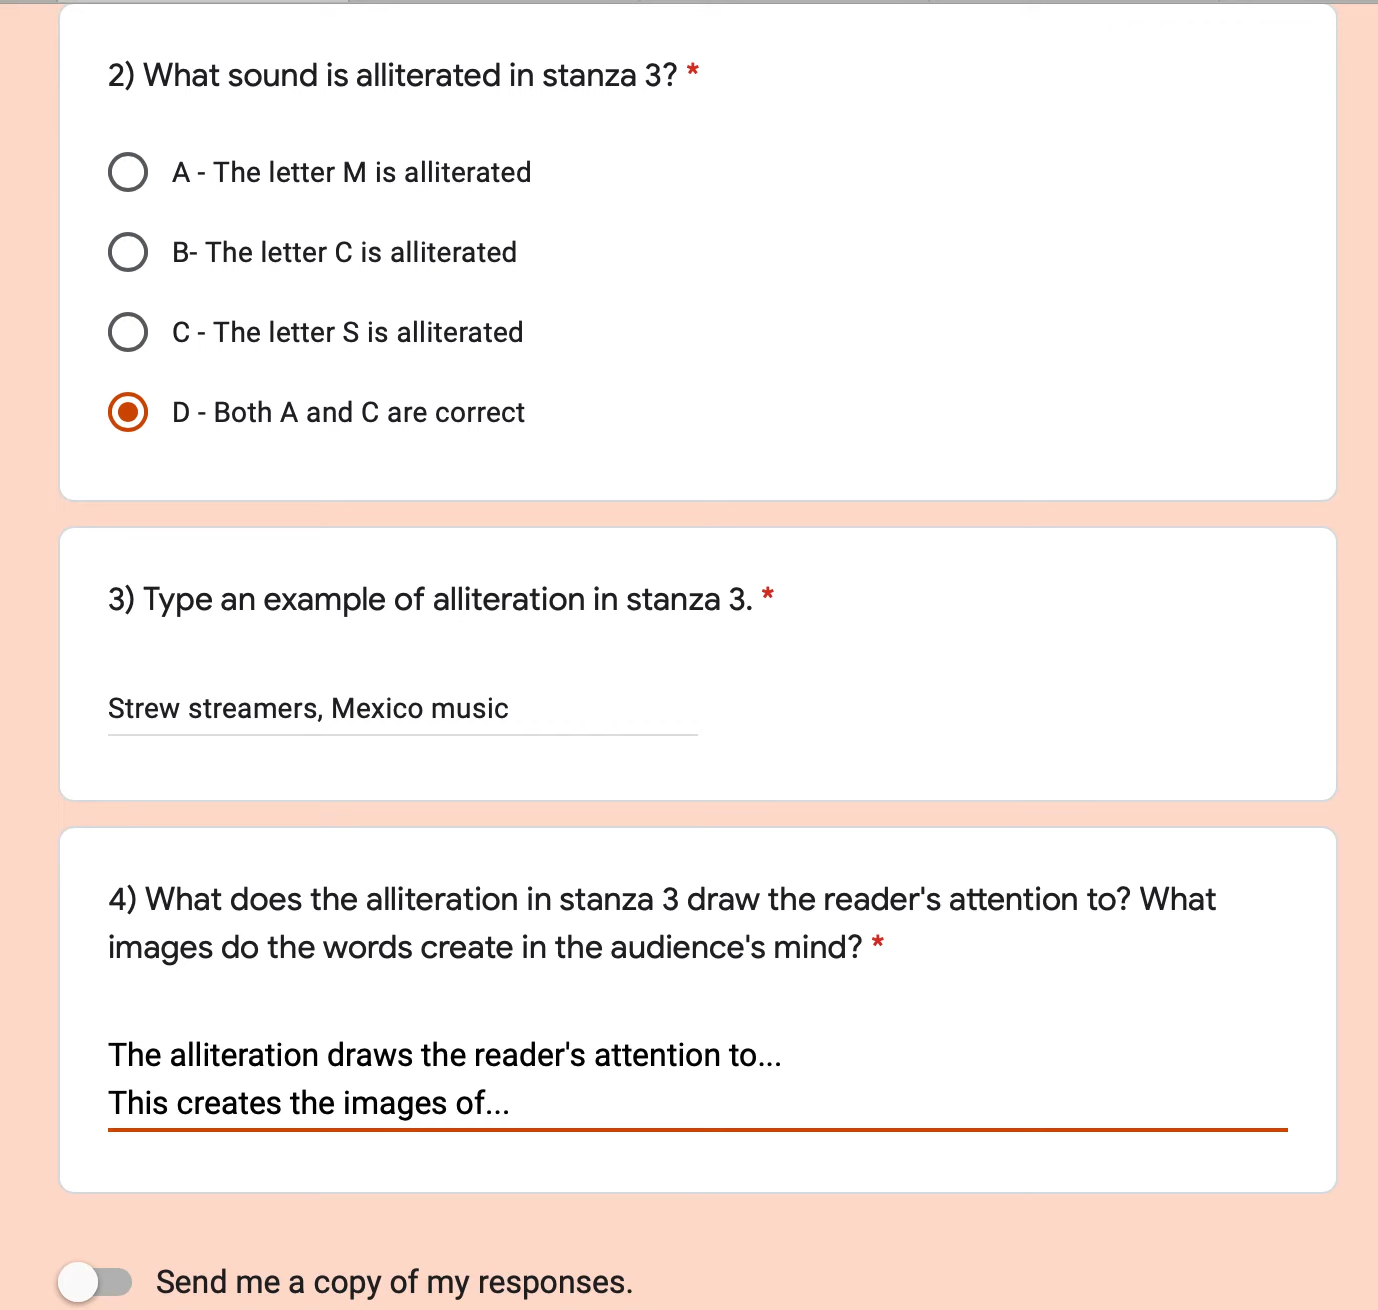 2) What sound is alliterated in stanza 3? *
A - The letter M is alliterated
B- The letter C is alliterated
C - The letter S is alliterated
D - Both A and C are correct
3) Type an example of alliteration in stanza 3. *
Strew streamers, Mexico music
4) What does the alliteration in stanza 3 draw the reader's attention to? What
images do the words create in the audience's mind? *
The alliteration draws the reader's attention to...
This creates the images of...
Send me a copy of my responses.